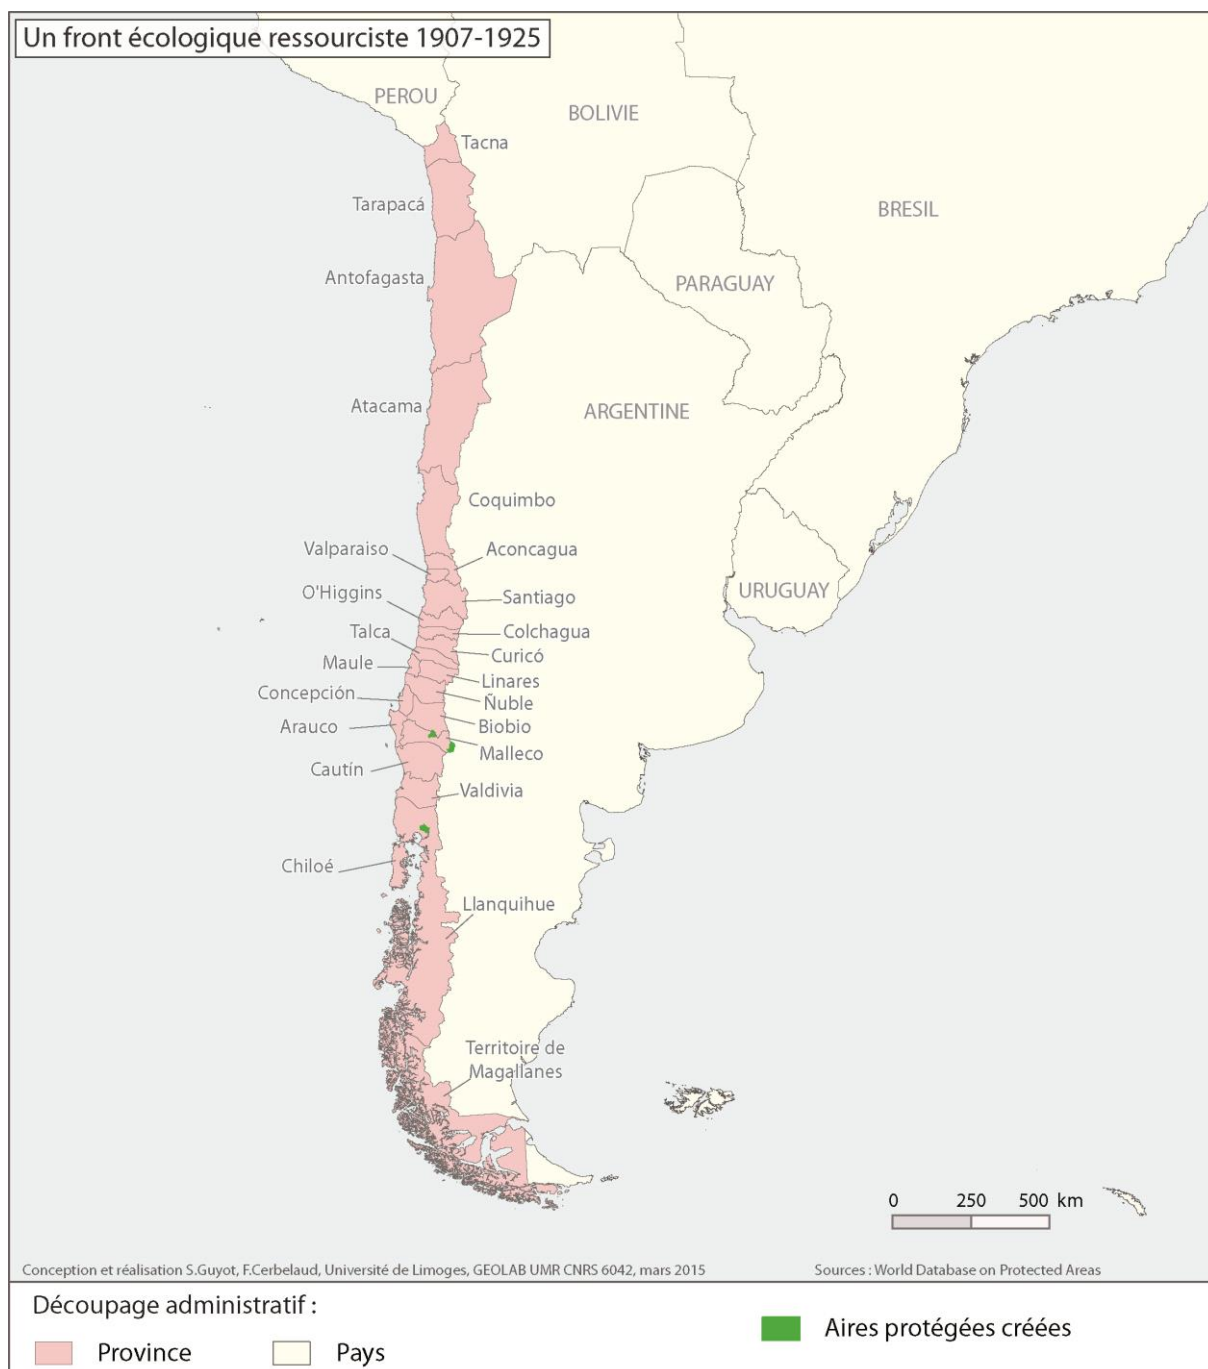 Un front écologique ressourciste 1907-1925
PEROU
BOLIVIE
Tacna
Tarapacá
BRESIL
Antofagasta
PARAGUAY
Atacama
ARGENTINE
Coquimbo
Valparaiso
Aconcagua
O'Higgins
Santiago
URUGUAY
Talca
Colchagua
Maule
Curicó
Linares
Concepción
Ñuble
Arauco
Biobio
Malleco
Cautín
Valdivia
Chiloé
Llanquihue
Territoire de
Magallanes
0 250 500 km
Conception et réalisation S.Guyot, F.Cerbelaud, Université de Limoges, GEOLAB UMR CNRS 6042, mars 2015
Sources : World Database on Protected Areas
Découpage administratif :
Province
Pays
Aires protégées créées